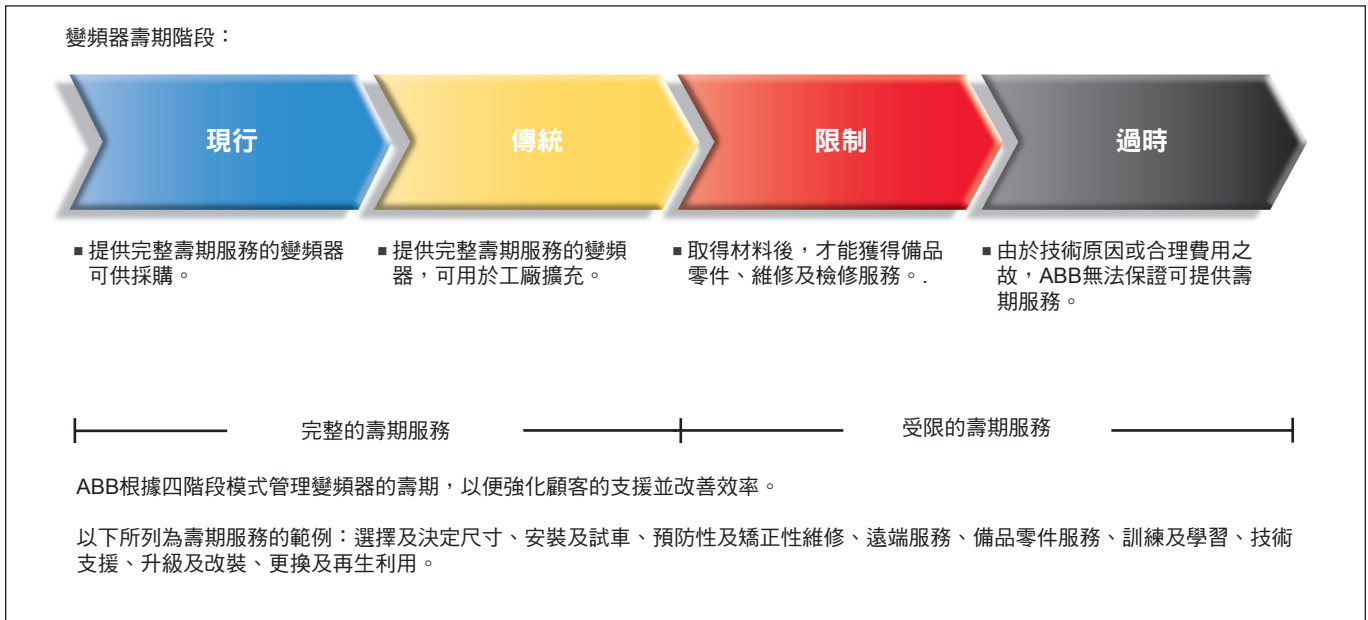 變頻器壽期階段：
現行
傳統
限制
過時
■ 提供完整壽期服務的變頻器
可供採購。
■ 提供完整壽期服務的變頻
器，可用於工廠擴充。
■ 取得材料後，才能獲得備品
零件、維修及檢修服務。.
■ 由於技術原因或合理費用之
故，ABB無法保證可提供壽
期服務。
完整的壽期服務
受限的壽期服務
ABB根據四階段模式管理變頻器的壽期，以便強化顧客的支援並改善效率。
以下所列為壽期服務的範例：選擇及決定尺寸、安裝及試車、預防性及矯正性維修、遠端服務、備品零件服務、訓練及學習、技術
支援、升級及改裝、更換及再生利用。